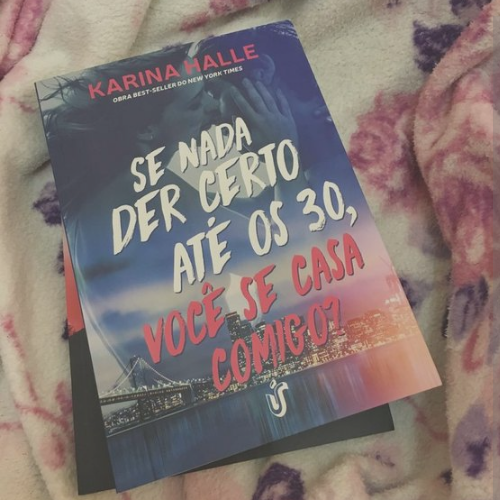 KARINA HALLE
OBRA BEST-SELLER DO NEW YORK TIMES
SE NADA
DER CERTO
ATÉ OS 30,
VOCÊ SE CASA
COMIGO?